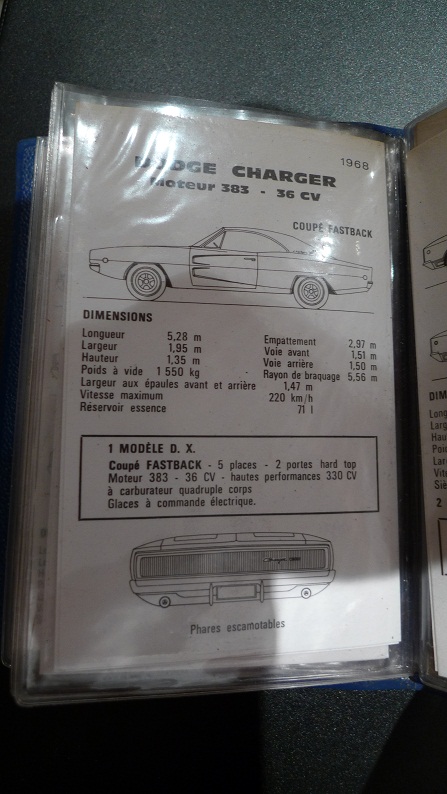 1968
DODGE CHARGER
Moteur 383 - 36 CV
COUPÉ FASTBACK
DIMENSIONS
Longueur 5,28 m
Largeur 1,95 m
Hauteur 1,35 m
Poids à vide 1 550 kg
Empattement 2,97 m
Voie avant 1,51 m
Voie arrière 1,50 m
Rayon de braquage 5,56 m
Largeur aux épaules avant et arrière 1,47 m
Vitesse maximum 220 km/h
Réservoir essence 71 l
1 MODÈLE D. X.
Coupé FASTBACK - 5 places - 2 portes hard top
Moteur 383 - 36 CV - hautes performances 330 CV
à carburateur quadruple corps
Glaces à commande électrique.
Phares escamotables